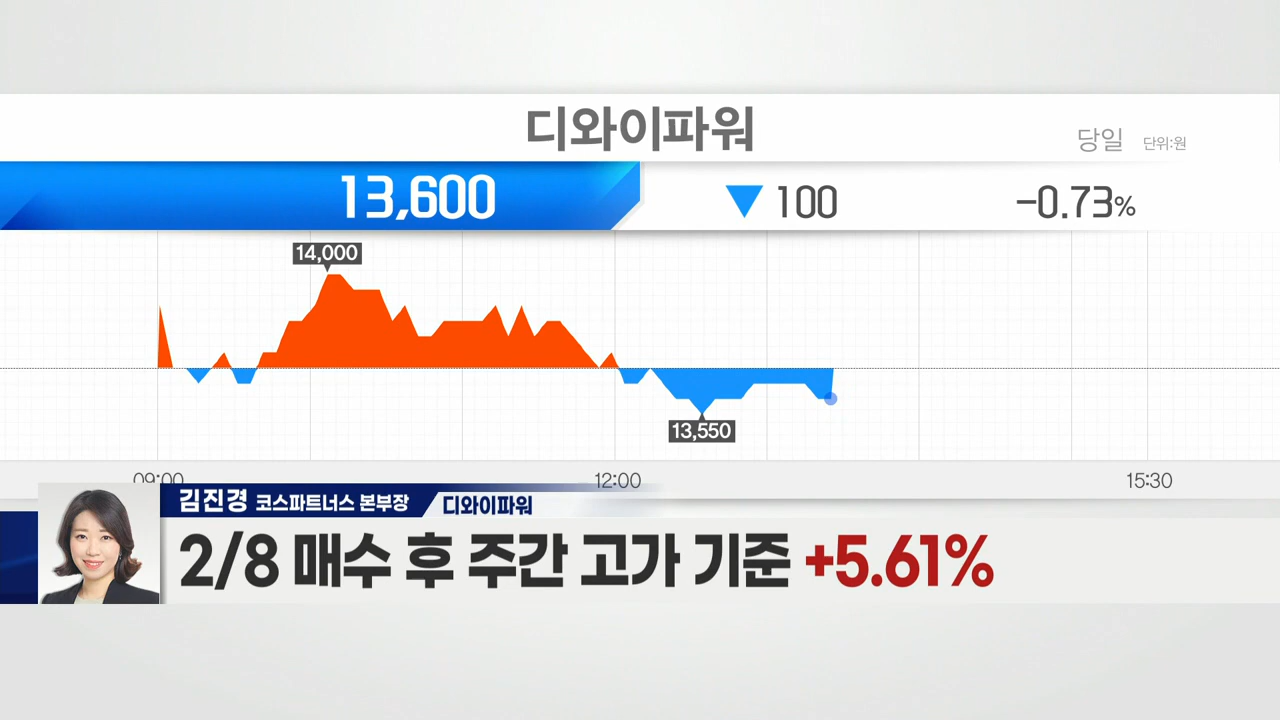 디와이파워
당일 단위:원
13,600 ▼ 100 -0.73%
14,000
13,550
09:00 12:00 15:30
김진경 코스파트너스 본부장 디와이파워
2/8 매수 후 주간 고가 기준 +5.61%